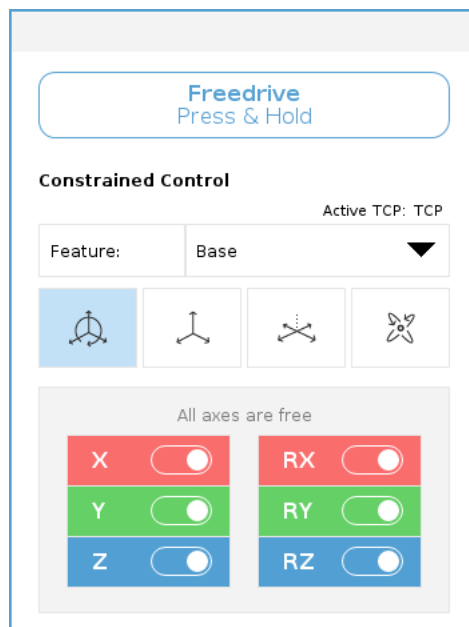 Freedrive
Press & Hold
Constrained Control
Active TCP: TCP
Feature: Base
All axes are free
X RX
Y RY
Z RZ